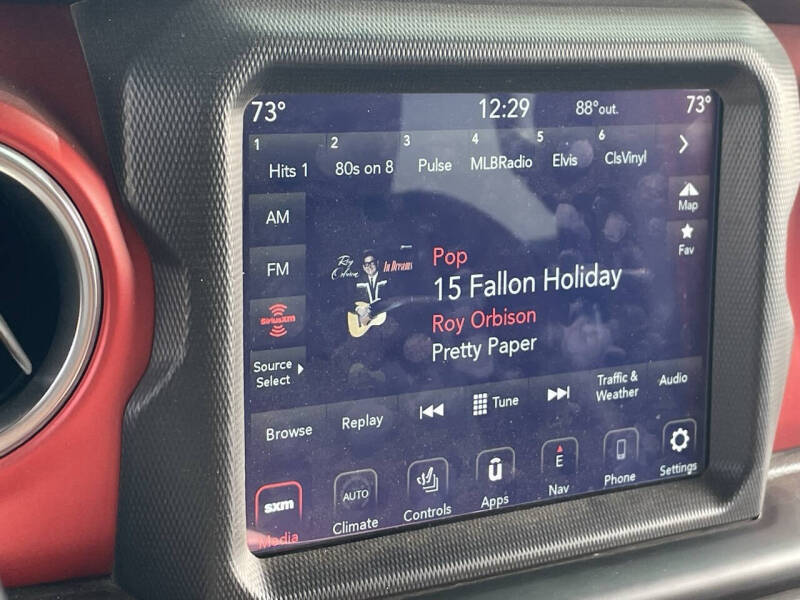 73°
12:29
88°out.
73°
1 Hits 1
2 80s on 8
3 Pulse
4 MLBRadio
5 Elvis
6 ClsVinyl
AM
FM
SiriusXM
Source
Select
Map
Fav
Roy
Orbison
In Dreams
Pop
15 Fallon Holiday
Roy Orbison
Pretty Paper
Browse
Replay
Tune
Traffic &
Weather
Audio
sxm
Media
AUTO
Climate
Controls
û
Apps
E
Nav
Phone
Settings